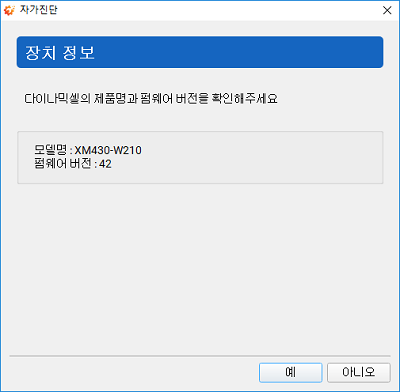 자가진단
장치 정보
다이나믹셀의 제품명과 펌웨어 버전을 확인해주세요
모델명 : XM430-W210
펌웨어 버전 : 42
예
아니오